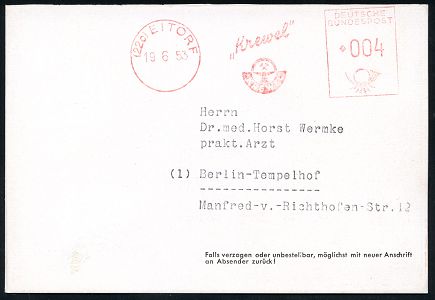 (22c) EITORF
19. 6. 53
„Krewel"
DEUTSCHE
BUNDESPOST
004
Herrn
Dr.med.Horst Wermke
prakt.Arzt
(1) Berlin-Tempelhof
----------------
Manfred-v.-Richthofen-Str.12
Falls verzogen oder unbestellbar, möglichst mit neuer Anschrift
an Absender zurück!